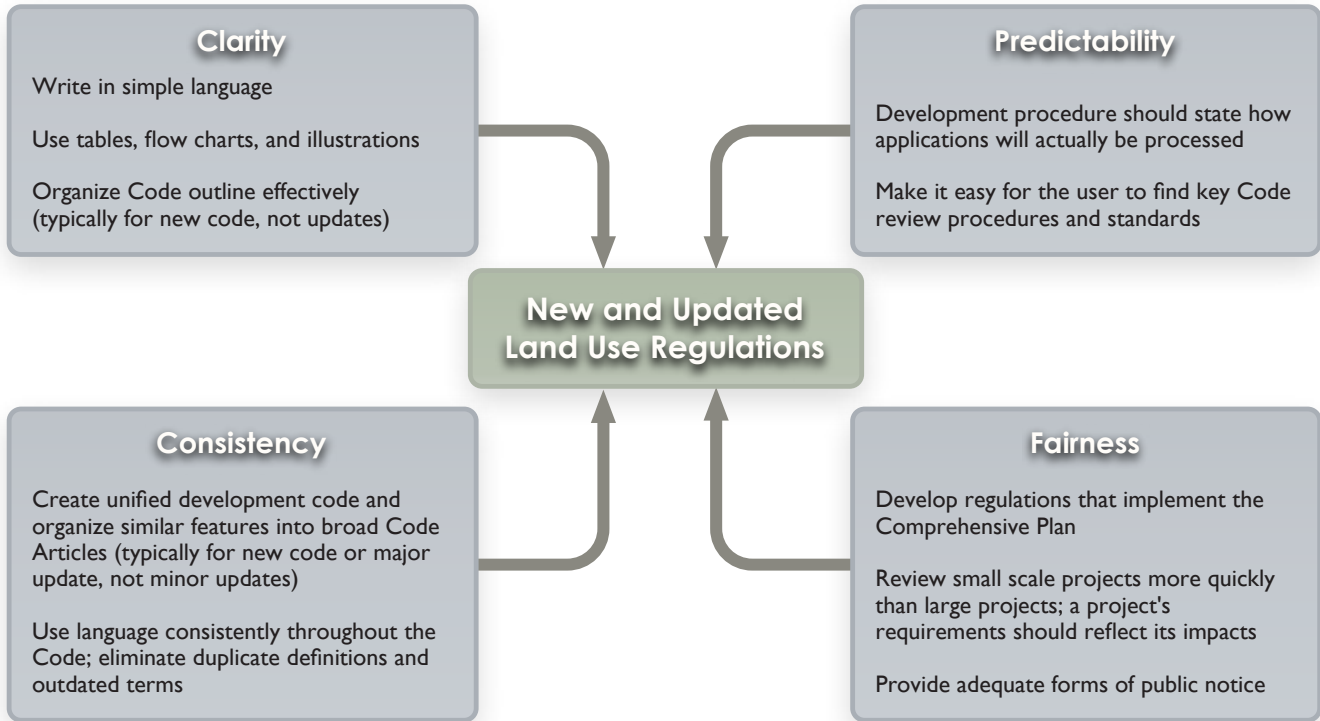 Clarity
Write in simple language
Use tables, flow charts, and illustrations
Organize Code outline effectively
(typically for new code, not updates)
Predictability
Development procedure should state how
applications will actually be processed
Make it easy for the user to find key Code
review procedures and standards
New and Updated
Land Use Regulations
Consistency
Create unified development code and
organize similar features into broad Code
Articles (typically for new code or major
update, not minor updates)
Use language consistently throughout the
Code; eliminate duplicate definitions and
outdated terms
Fairness
Develop regulations that implement the
Comprehensive Plan
Review small scale projects more quickly
than large projects; a project's
requirements should reflect its impacts
Provide adequate forms of public notice